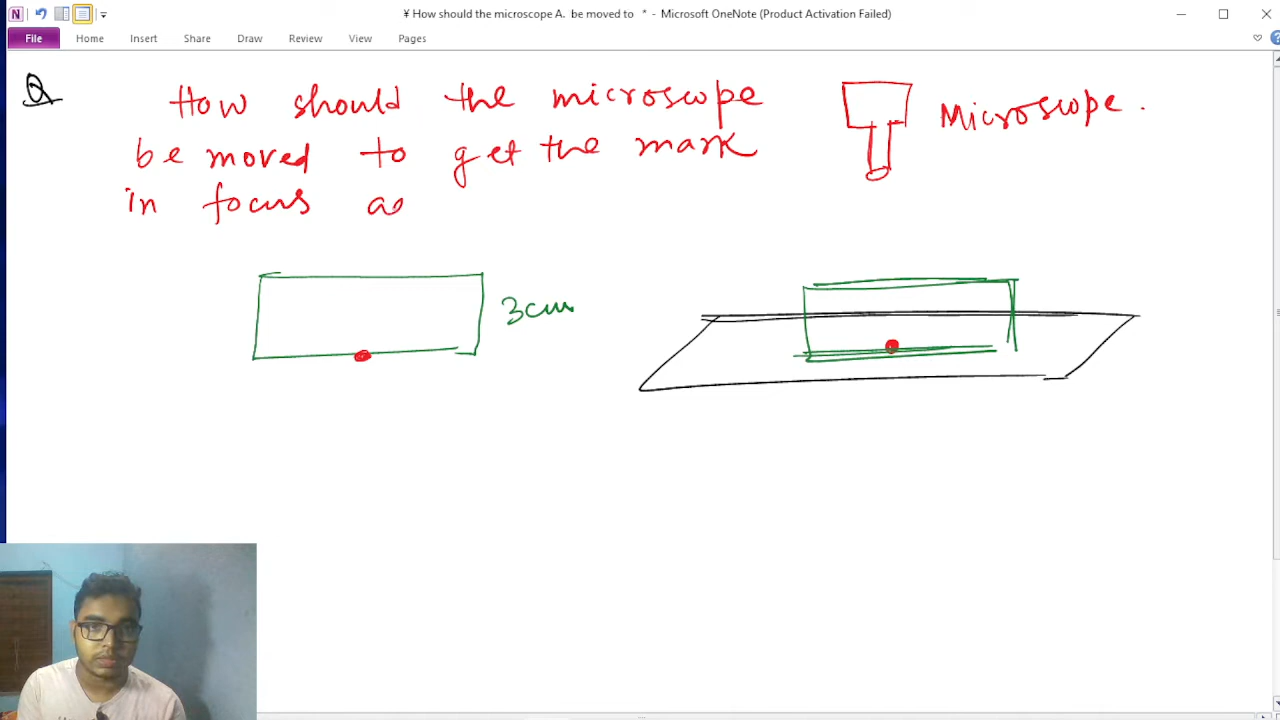 ¥ How should the microscope A. be moved to * - Microsoft OneNote (Product Activation Failed)
File Home Insert Share Draw Review View Pages
Q How should the microscope
be moved to get the mark
in focus as
Microscope.
3cm